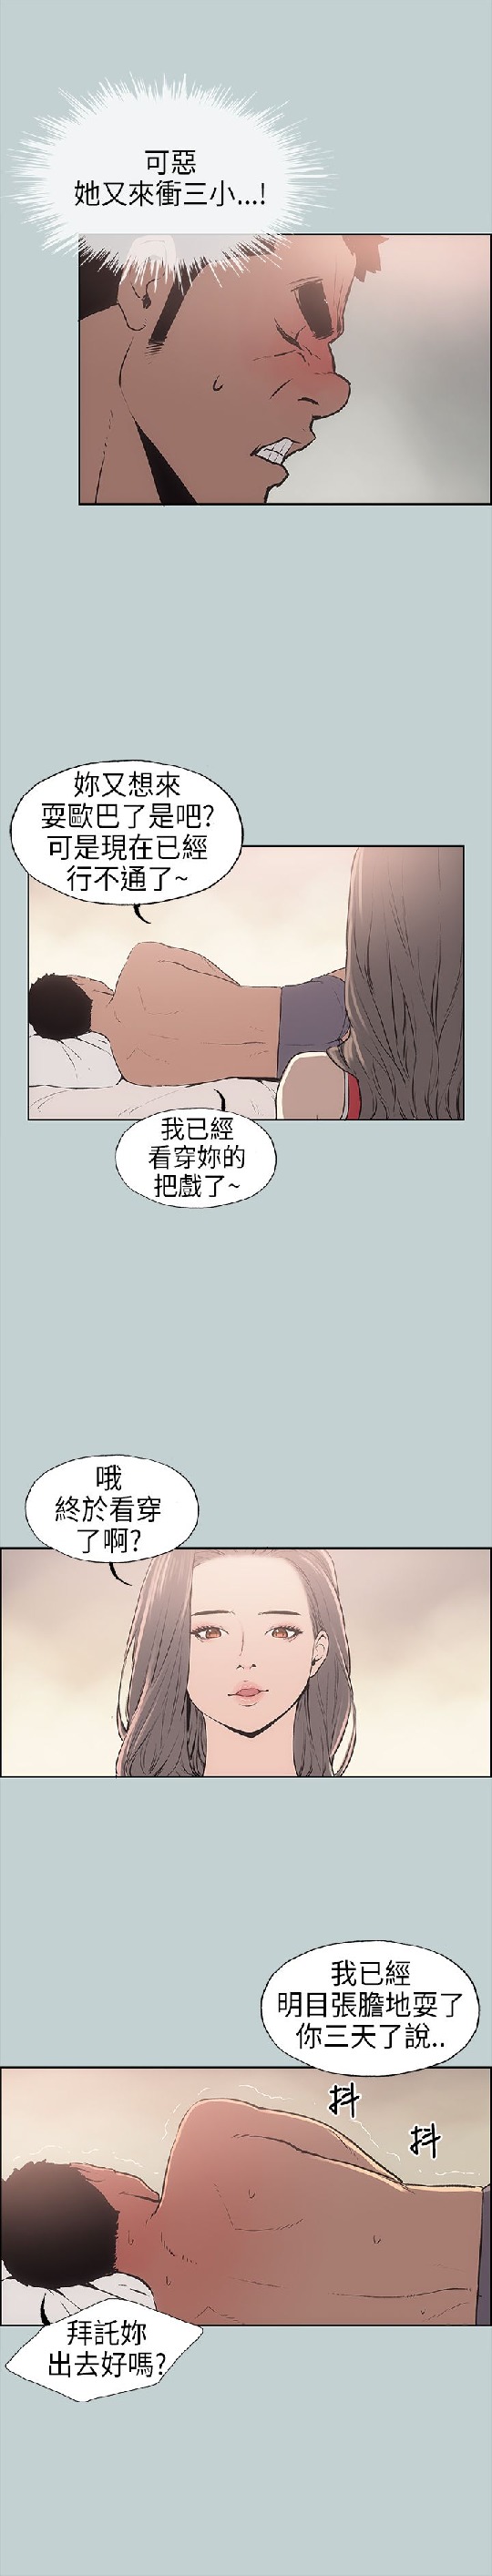 可惡
她又來衝三小...!
妳又想來
耍歐巴了是吧?
可是現在已經
行不通了~
我已經
看穿妳的
把戲了~
哦
終於看穿
了啊?
我已經
明目張膽地耍了
你三天了說..
抖
抖
拜託妳
出去好嗎?